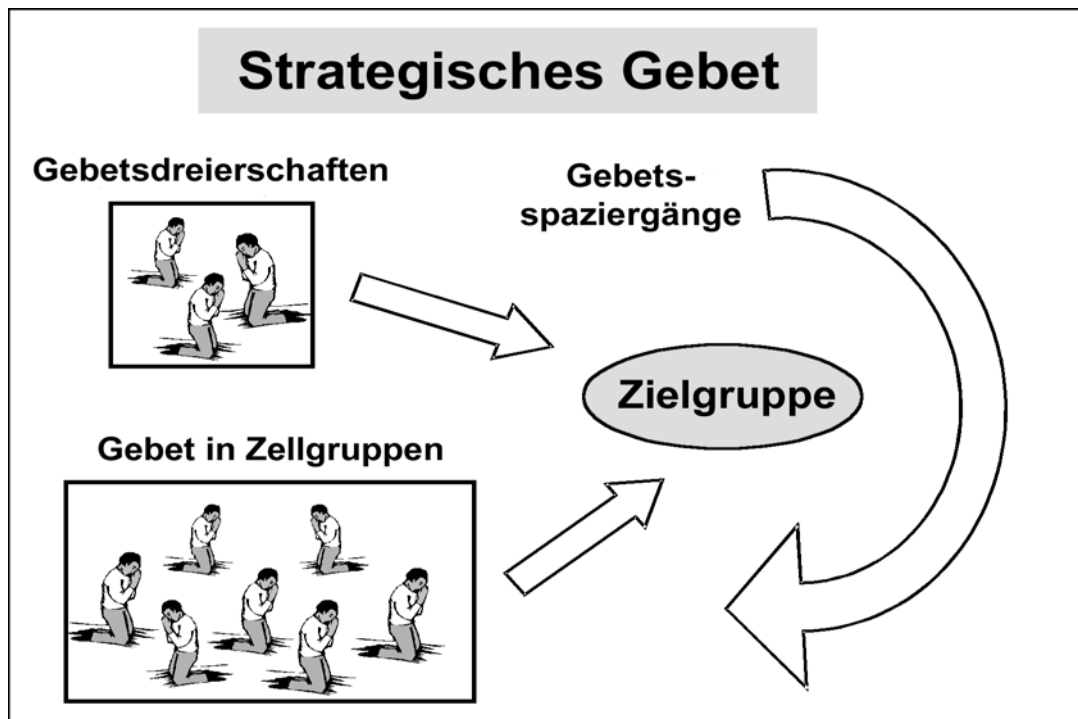 Strategisches Gebet
Gebetsdreierschaften
Gebets-
spaziergänge
Zielgruppe
Gebet in Zellgruppen